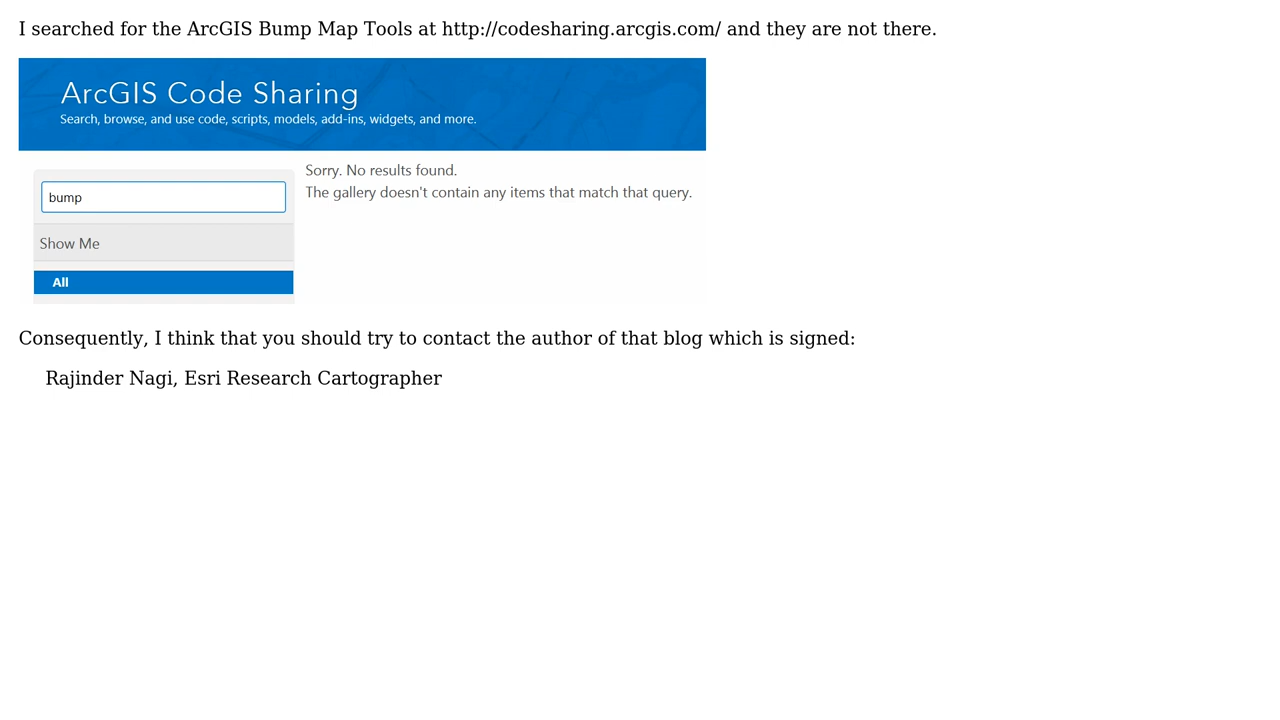 I searched for the ArcGIS Bump Map Tools at http://codesharing.arcgis.com/ and they are not there.
ArcGIS Code Sharing
Search, browse, and use code, scripts, models, add-ins, widgets, and more.
bump
Show Me
All
Sorry. No results found.
The gallery doesn't contain any items that match that query.
Consequently, I think that you should try to contact the author of that blog which is signed:
Rajinder Nagi, Esri Research Cartographer